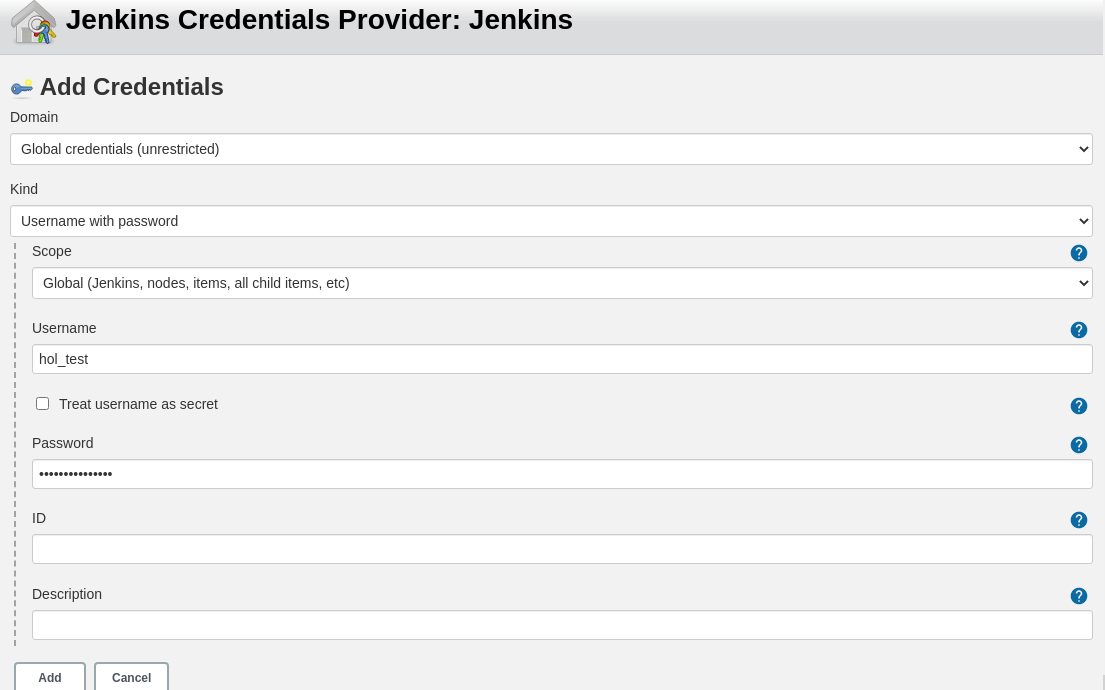 Jenkins Credentials Provider: Jenkins
Add Credentials
Domain
Global credentials (unrestricted)
Kind
Username with password
Scope
?
Global (Jenkins, nodes, items, all child items, etc)
Username
?
hol_test
Treat username as secret
?
Password
?
•••••••••••••••
ID
?
Description
?
Add
Cancel